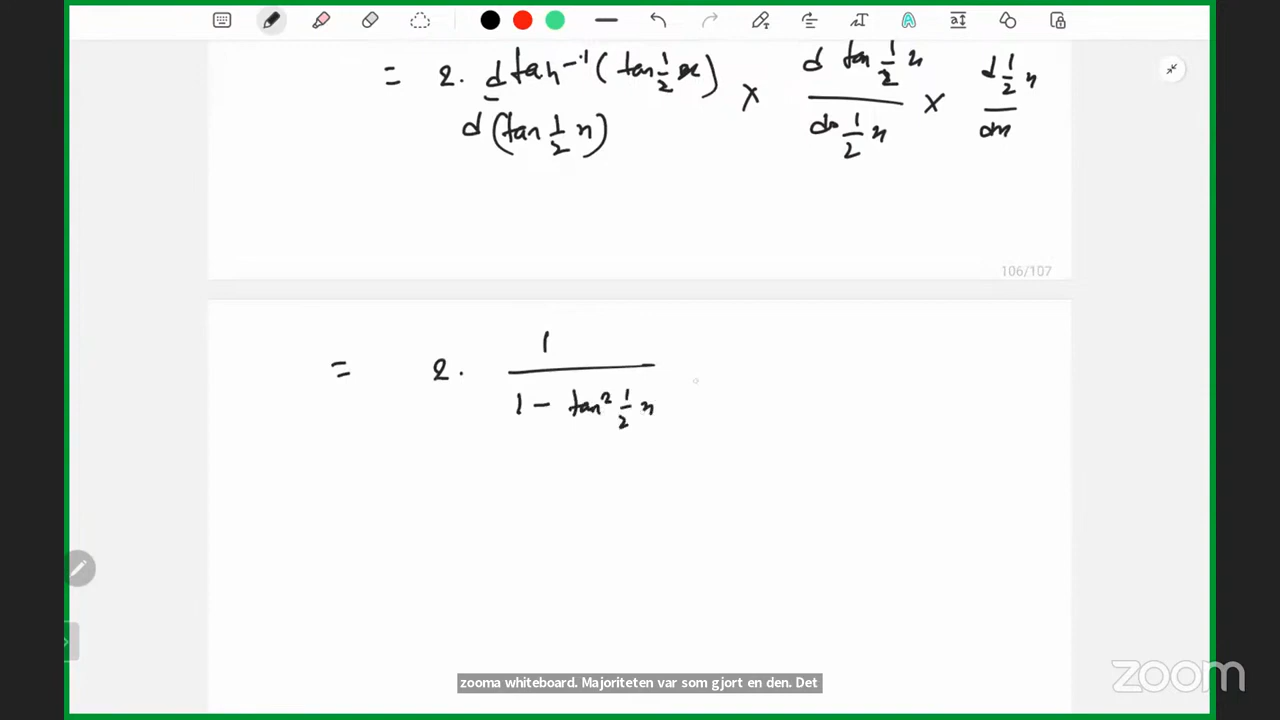 = 2. d tan⁻¹(tan 1/2 x) / d(tan 1/2 x) × d tan 1/2 x / d 1/2 x × d 1/2 x / dx
106/107
= 2. 1 / 1 - tan² 1/2 x
zooma whiteboard. Majoriteten var som gjort en den. Det
zoom